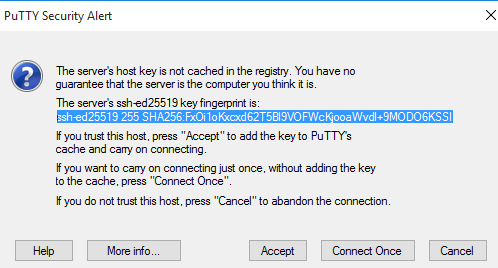 PuTTY Security Alert
The server's host key is not cached in the registry. You have no
guarantee that the server is the computer you think it is.
The server's ssh-ed25519 key fingerprint is:
ssh-ed25519 255 SHA256:FxOi1oKxcxd62T5Bl9VOFWcKjooaWvdl+9MODO6KSSI
If you trust this host, press "Accept" to add the key to PuTTY's
cache and carry on connecting.
If you want to carry on connecting just once, without adding the key
to the cache, press "Connect Once".
If you do not trust this host, press "Cancel" to abandon the connection.
Help
More info...
Accept
Connect Once
Cancel